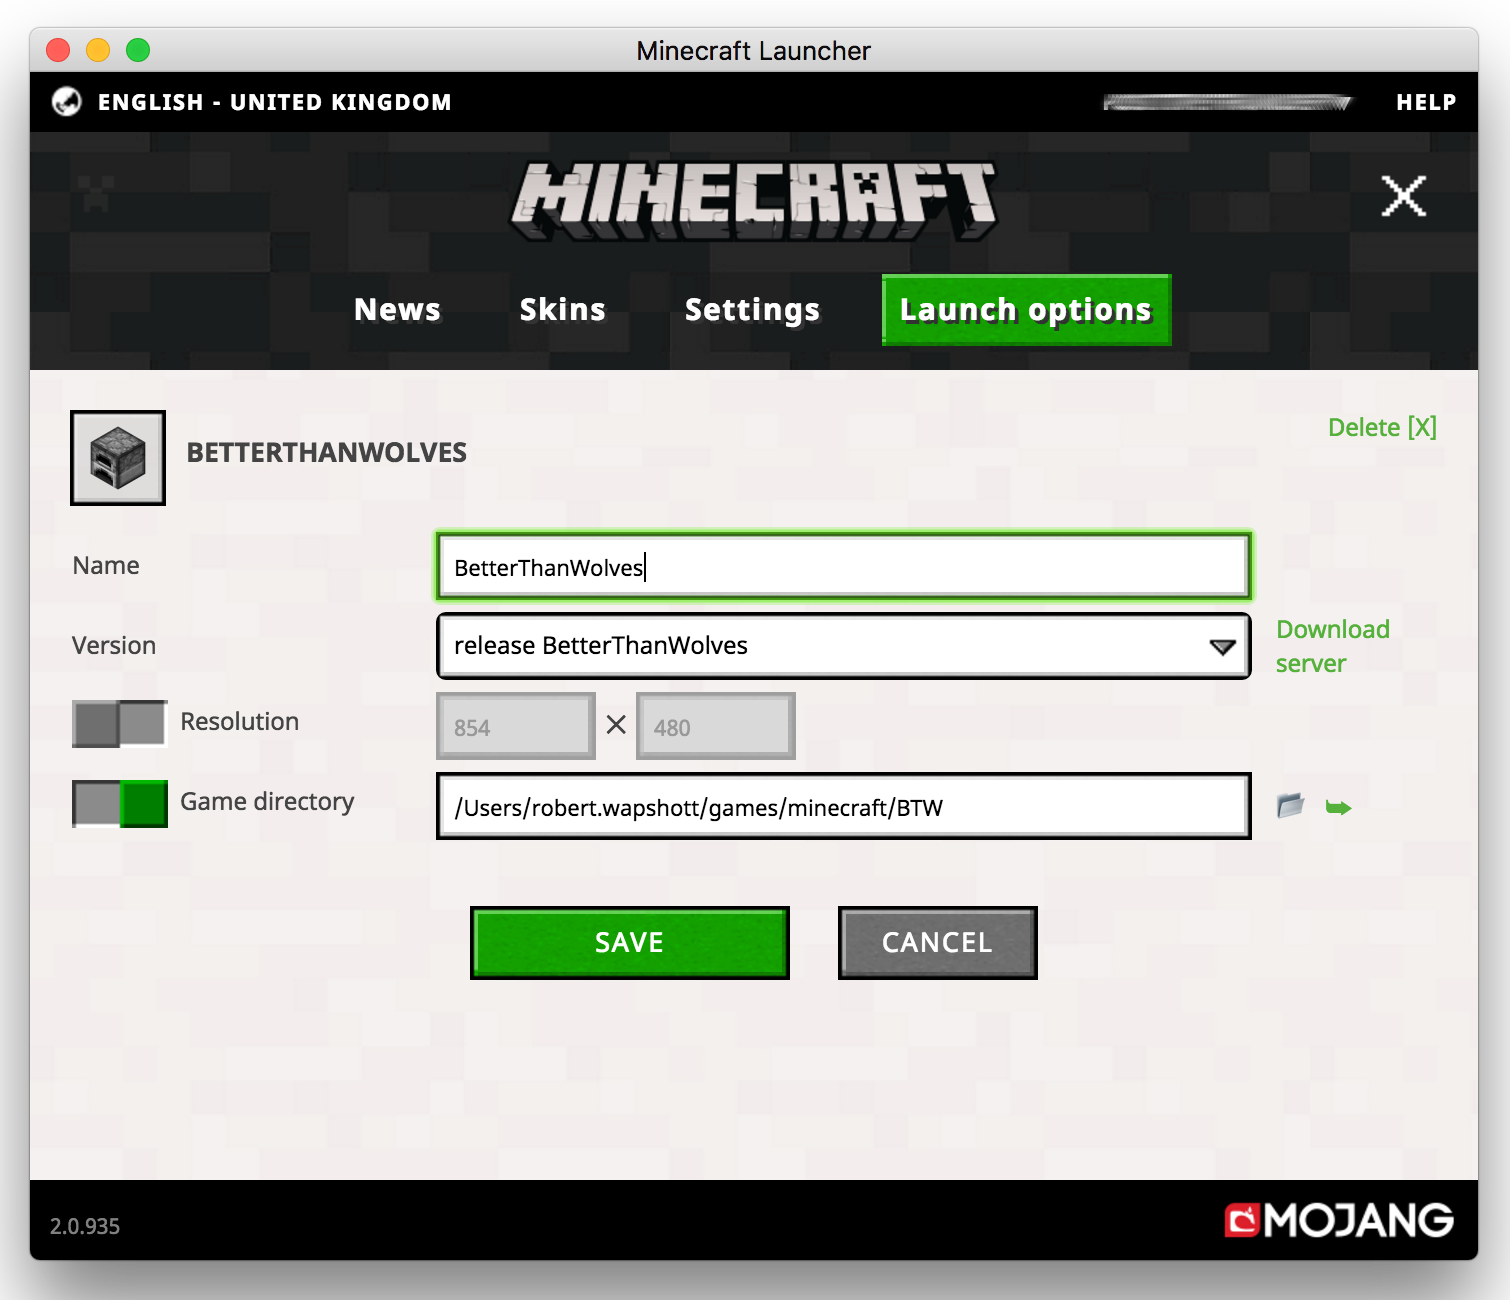 Minecraft Launcher
ENGLISH - UNITED KINGDOM
HELP
MINECRAFT
News Skins Settings Launch options
BETTERTHANWOLVES
Delete [X]
Name
BetterThanWolves
Version
release BetterThanWolves
Download
server
Resolution
854 × 480
Game directory
/Users/robert.wapshott/games/minecraft/BTW
SAVE
CANCEL
2.0.935
MOJANG